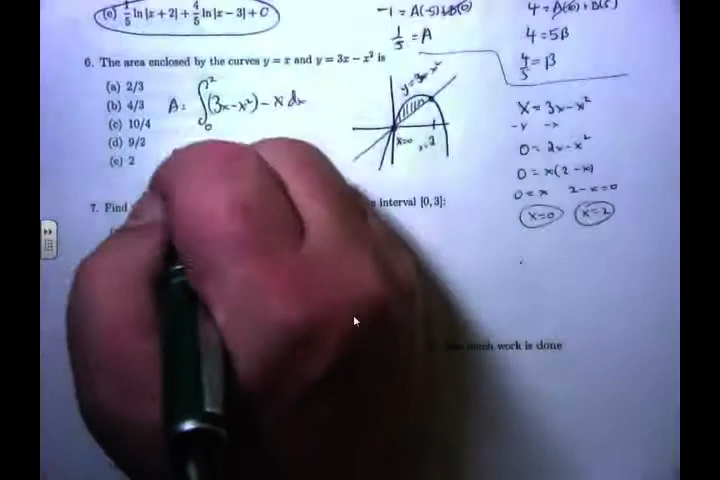 (e) 1/5 ln|x + 2| + 4/5 ln|x − 3| + C
-1 = A(-5) + B(0)
1/5 = A
4 = A(0) + B(5)
4 = 5B
4/5 = B
6. The area enclosed by the curves y = x and y = 3x − x² is
(a) 2/3
(b) 4/3
(c) 10/4
(d) 9/2
(e) 2
A = ∫₀² (3x - x²) - x dx
y = 3x - x²
x=0
x=2
x = 3x - x²
-x -x
0 = 2x - x²
0 = x(2 - x)
0 = x 2 - x = 0
x=0 x=2
7. Find
interval [0, 3]:
much work is done